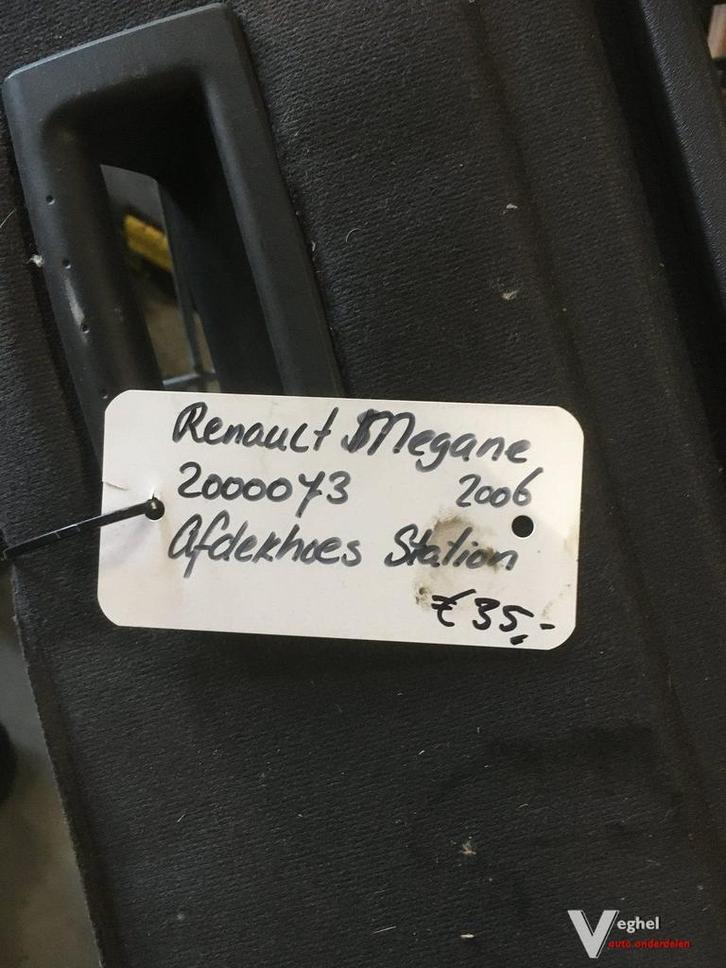 Renault Megane
2000073 2006
Afdekhoes Station
€ 35,-
Veghel
auto onderdelen